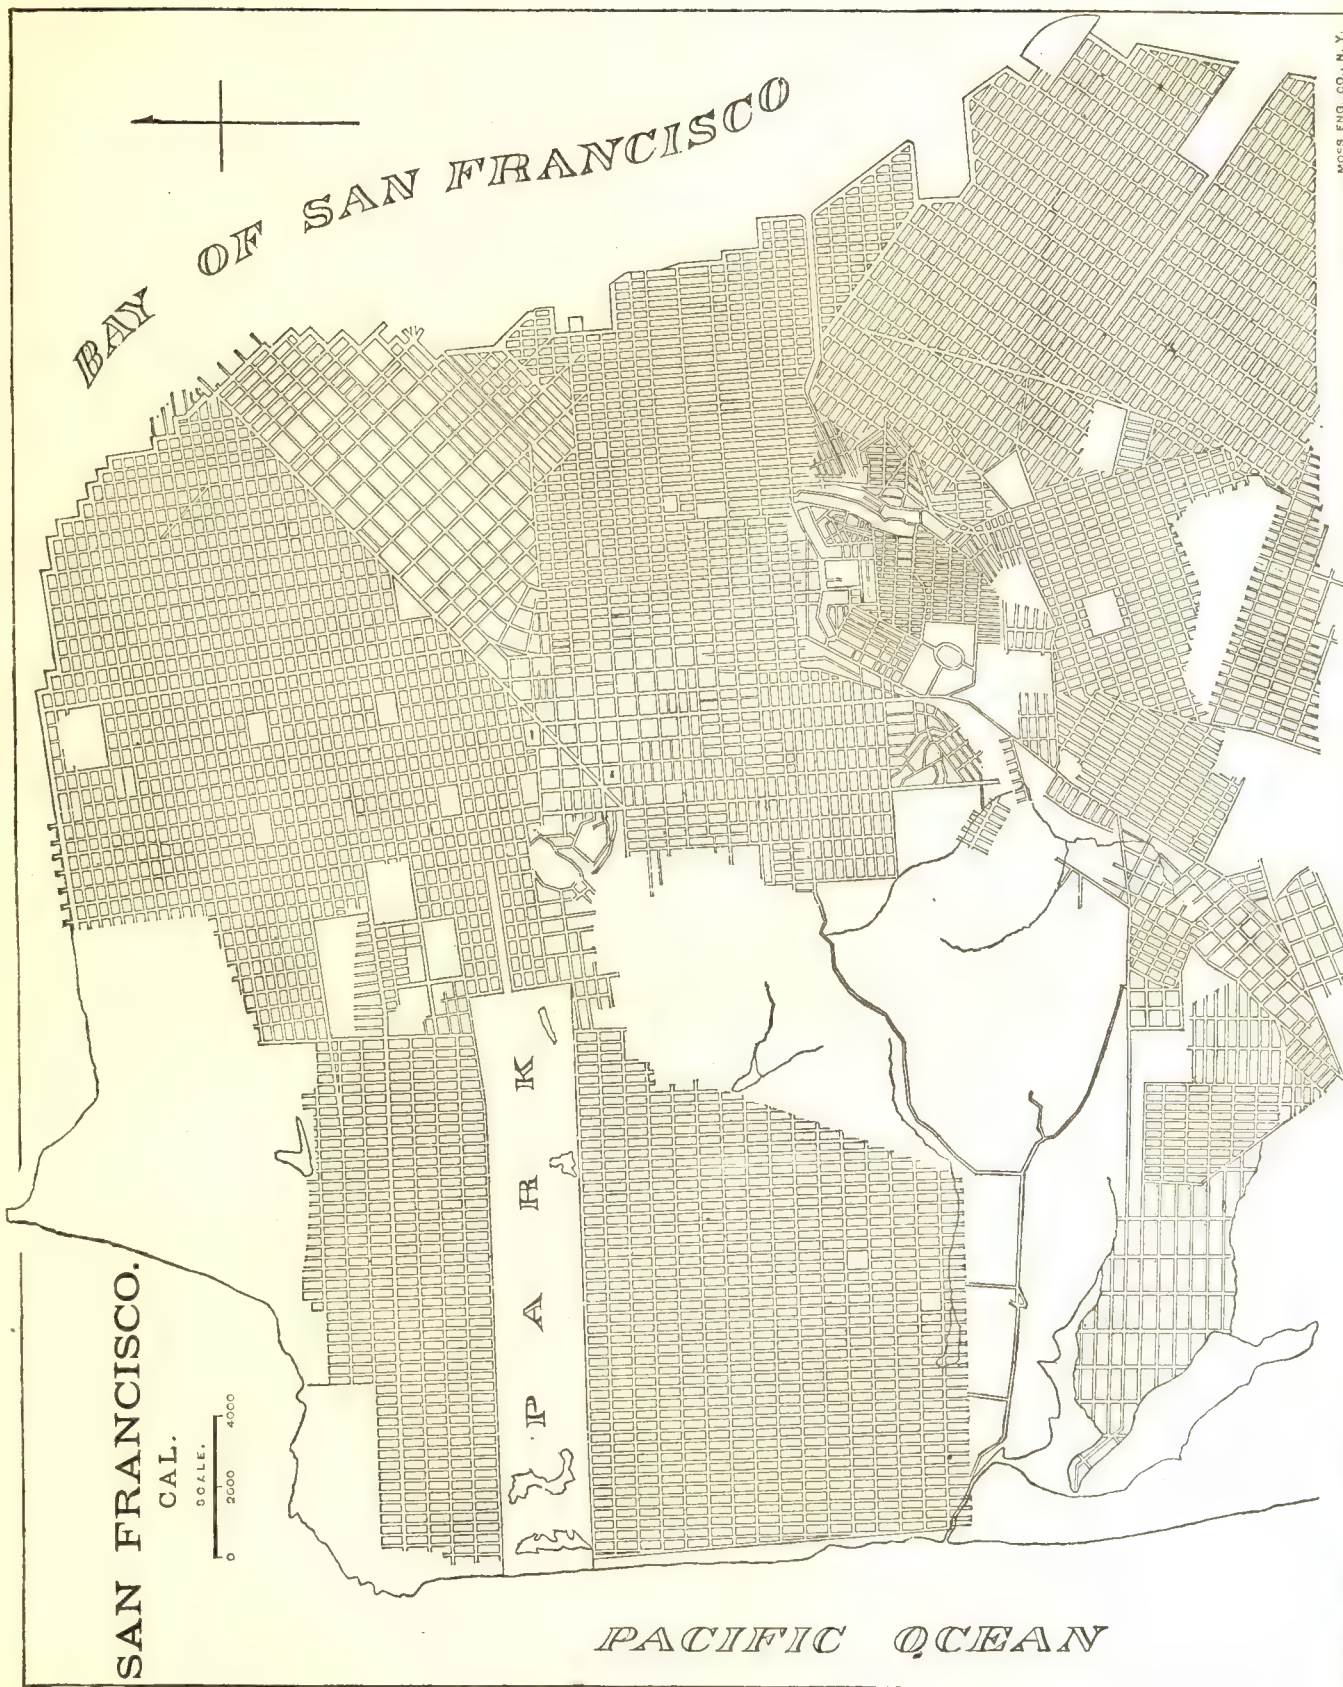 SAN FRANCISCO.
CAL.
SCALE.
0 2000 4000
BAY OF SAN FRANCISCO
PARK
PACIFIC OCEAN
MOSS ENG. CO., N. Y.